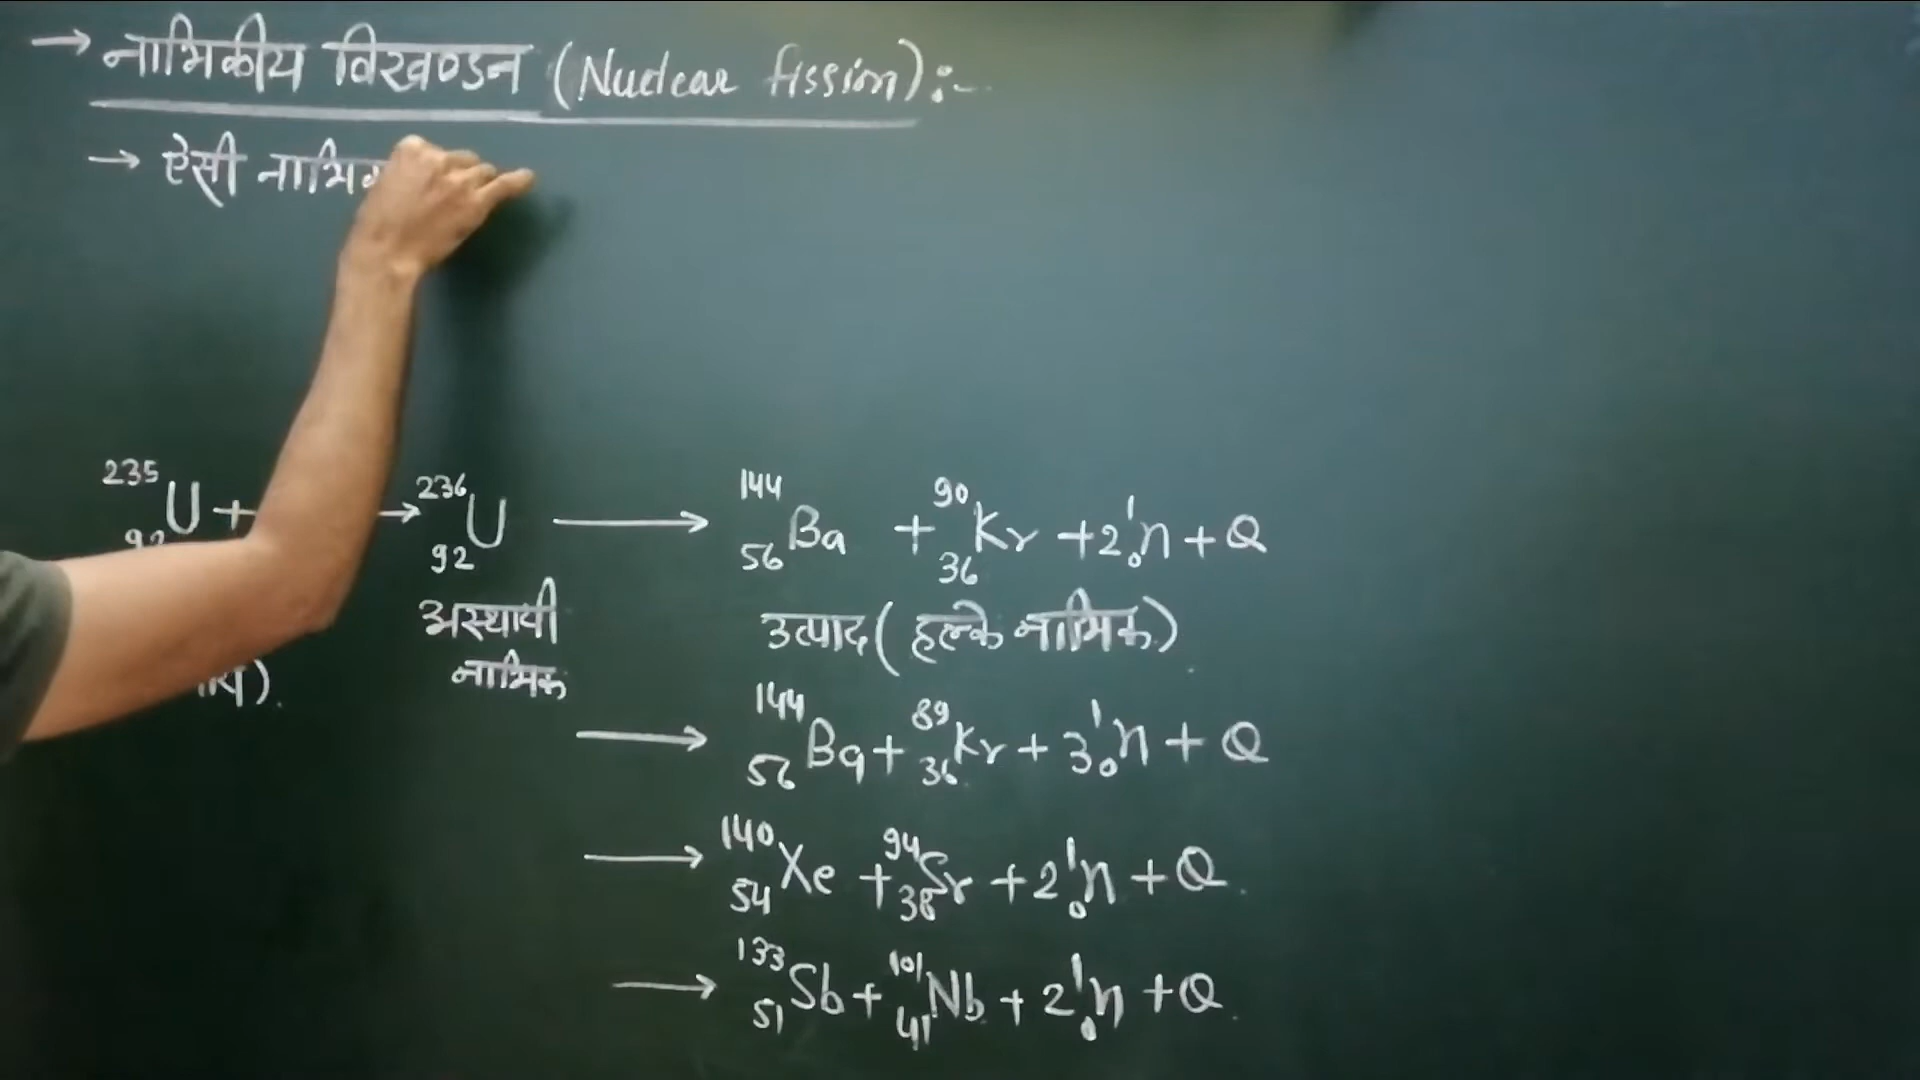 → नाभिकीय विखण्डन (Nuclear fission):-
→ ऐसी नाभि
²³⁵₉₂U + → ²³⁶₉₂U → ¹⁴⁴₅₆Ba + ⁹⁰₃₆Kr + 2¹₀n + Q
अस्थायी नाभिक
उत्पाद ( हल्के नाभिक)
→ ¹⁴⁴₅₆Ba + ⁸⁹₃₆Kr + 3¹₀n + Q
→ ¹⁴⁰₅₄Xe + ⁹⁴₃₈Sr + 2¹₀n + Q
→ ¹³³₅₁Sb + ¹⁰¹₄₁Nb + 2¹₀n + Q